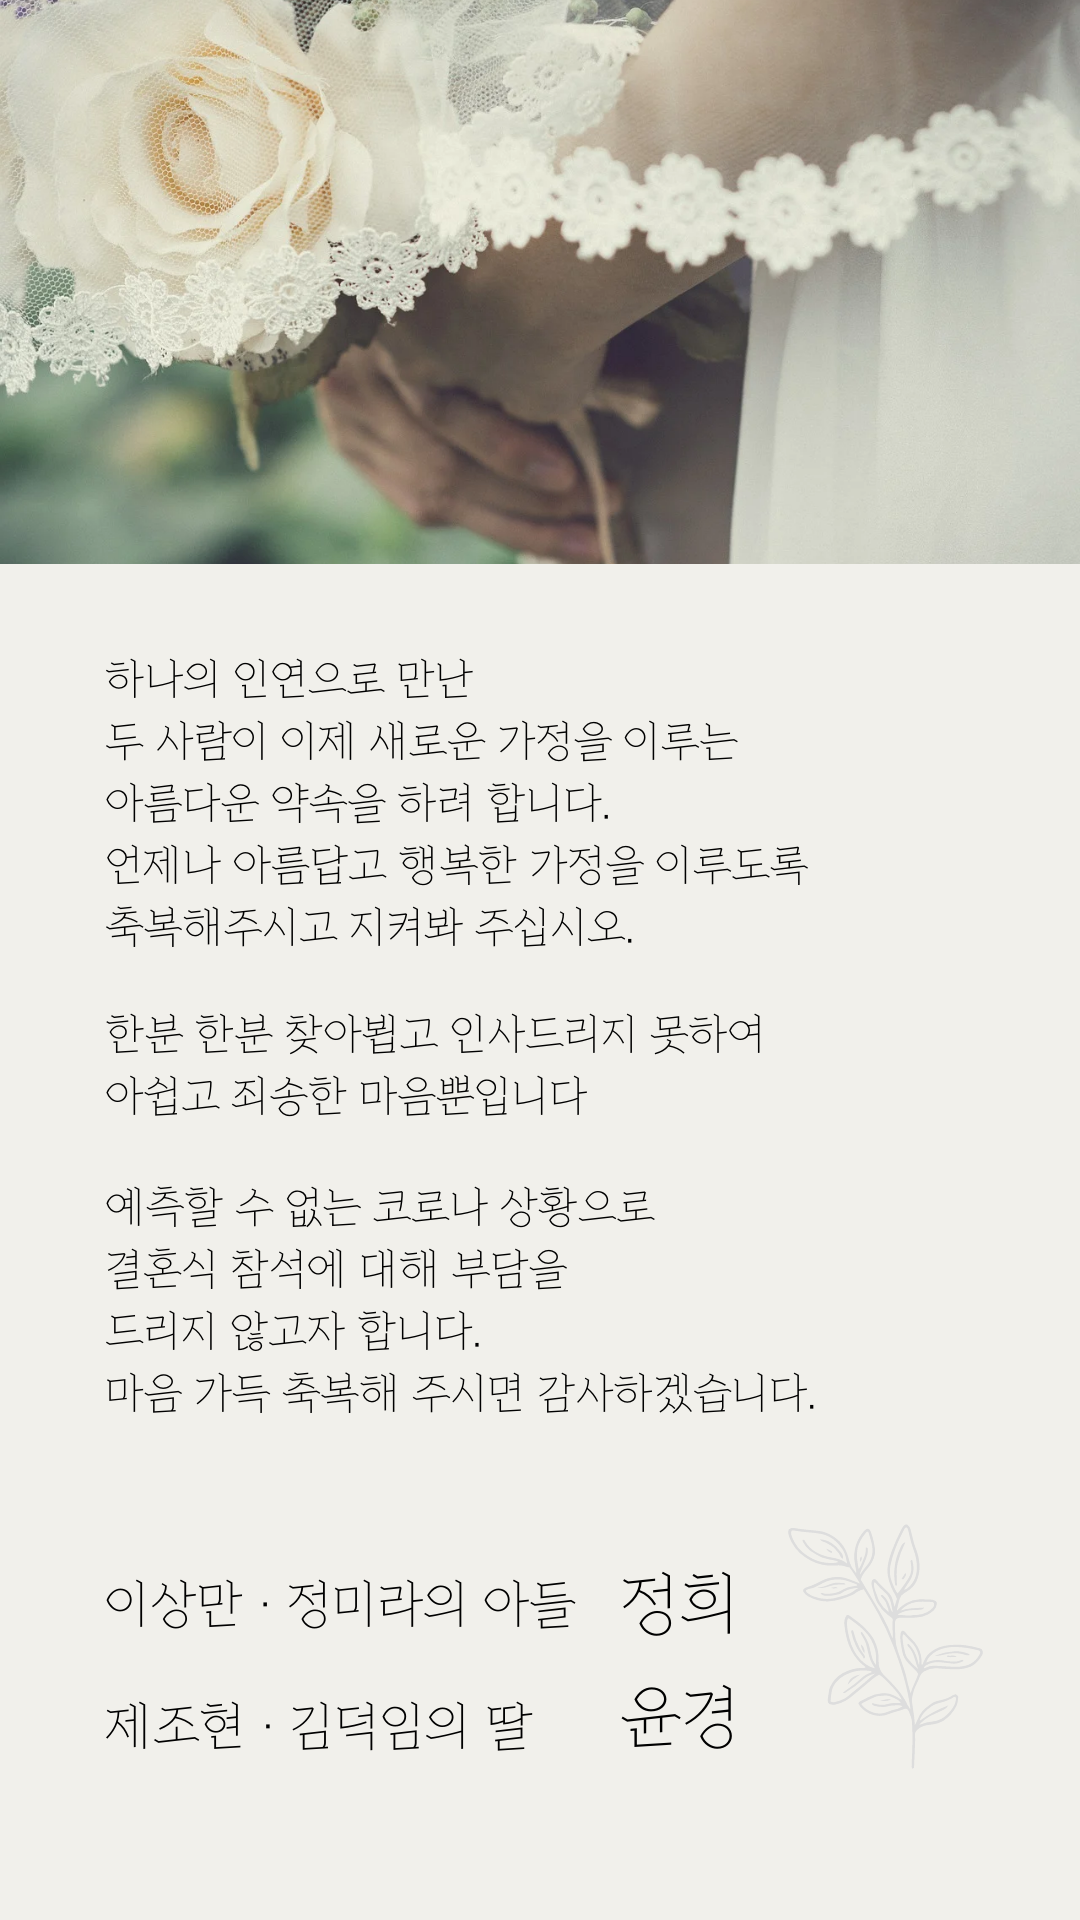 하나의 인연으로 만난
두 사람이 이제 새로운 가정을 이루는
아름다운 약속을 하려 합니다.
언제나 아름답고 행복한 가정을 이루도록
축복해주시고 지켜봐 주십시오.
한분 한분 찾아뵙고 인사드리지 못하여
아쉽고 죄송한 마음뿐입니다
예측할 수 없는 코로나 상황으로
결혼식 참석에 대해 부담을
드리지 않고자 합니다.
마음 가득 축복해 주시면 감사하겠습니다.
이상만 · 정미라의 아들 정희
제조현 · 김덕임의 딸 윤경